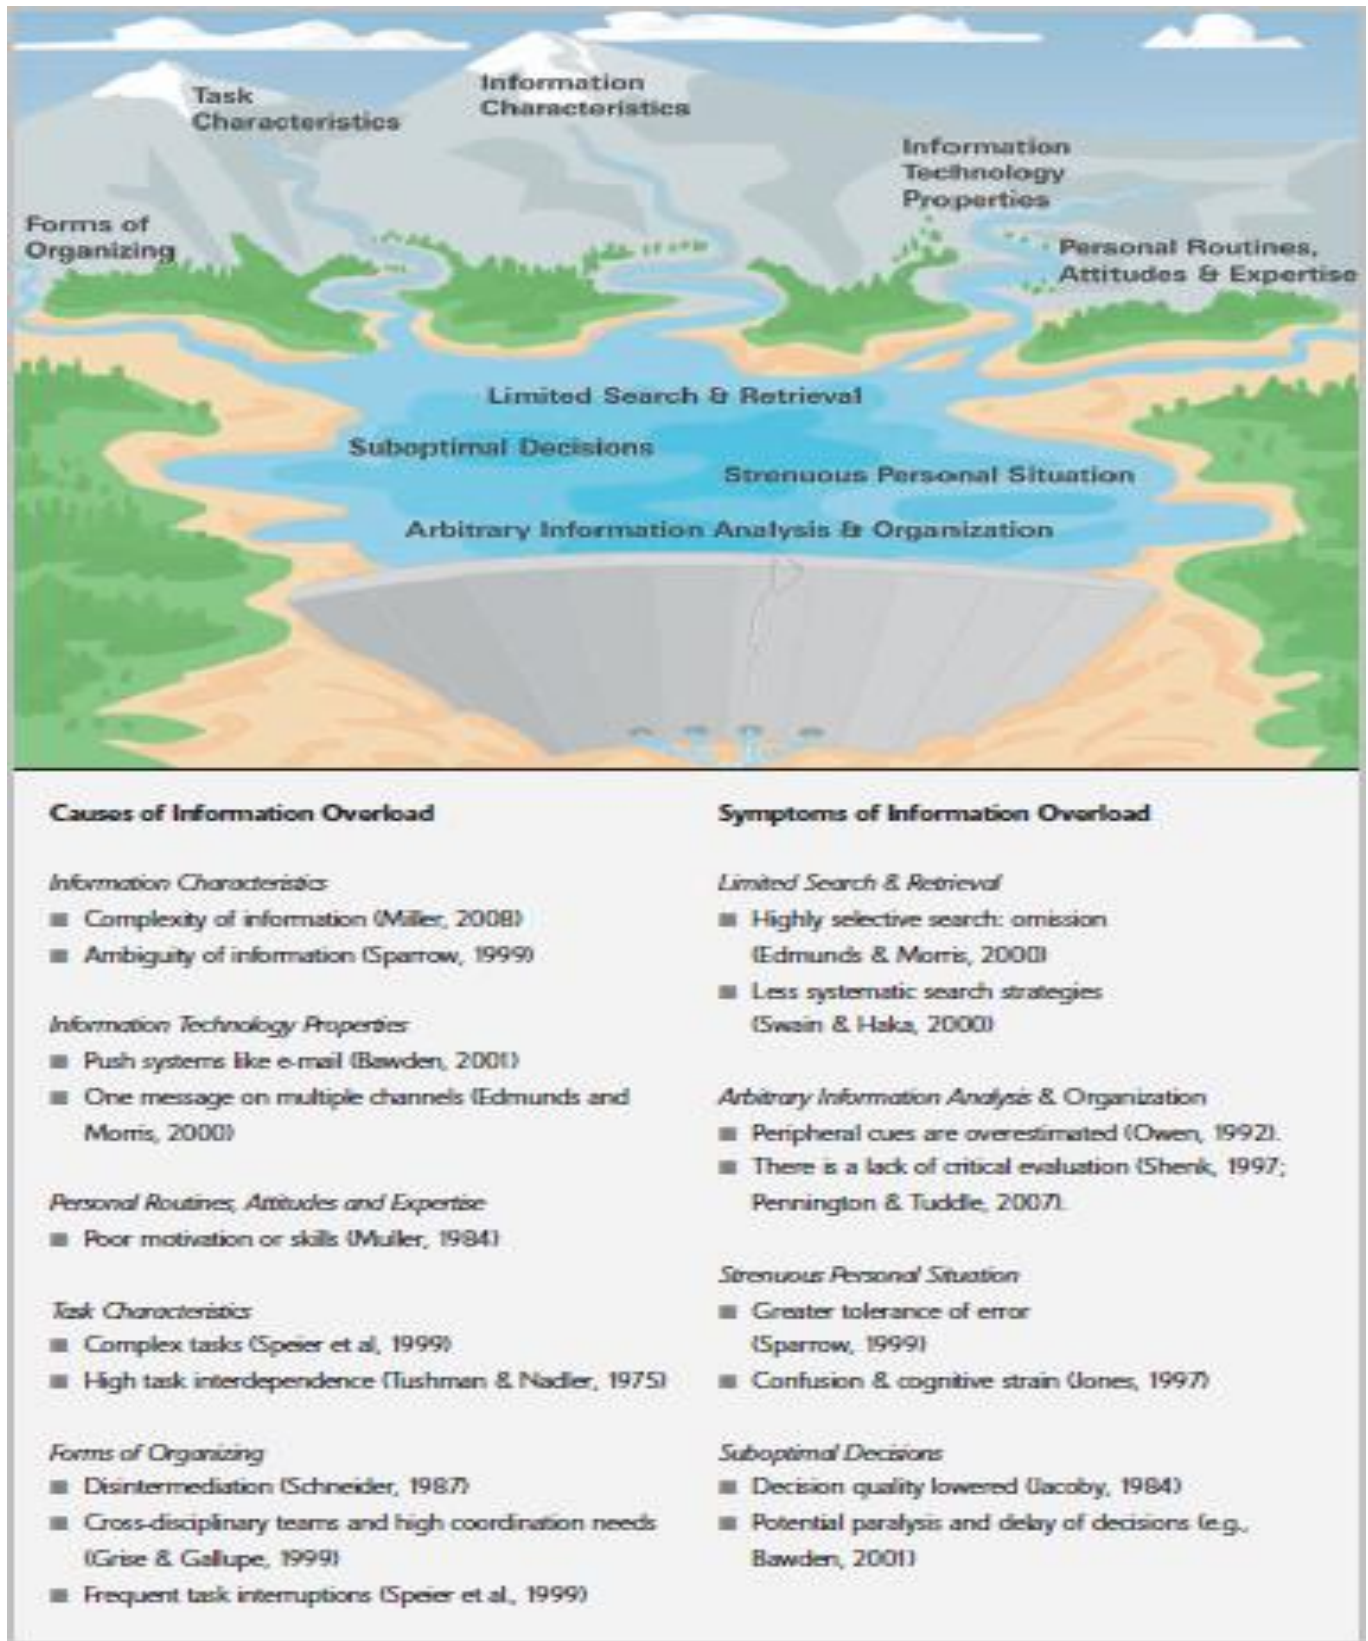 Task
Characteristics
Information
Characteristics
Information
Technology
Properties
Forms of
Organizing
Personal Routines,
Attitudes & Expertise
Limited Search & Retrieval
Suboptimal Decisions
Strenuous Personal Situation
Arbitrary Information Analysis & Organization
Causes of Information Overload
Information Characteristics
Complexity of information (Miller, 2008)
Ambiguity of information (Sparrow, 1999)
Information Technology Properties
Push systems like e-mail (Bawden, 2001)
One message on multiple channels (Edmunds and
Morris, 2000)
Personal Routines, Attitudes and Expertise
Poor motivation or skills (Muller, 1984)
Task Characteristics
Complex tasks (Speier et al, 1999)
High task interdependence (Tushman & Nadler, 1975)
Forms of Organizing
Disintermediation (Schneider, 1987)
Cross-disciplinary teams and high coordination needs
(Grise & Gallupe, 1999)
Frequent task interruptions (Speier et al., 1999)
Symptoms of Information Overload
Limited Search & Retrieval
Highly selective search: omission
(Edmunds & Morris, 2000)
Less systematic search strategies
(Swain & Haka, 2000)
Arbitrary Information Analysis & Organization
Peripheral cues are overestimated (Owen, 1992).
There is a lack of critical evaluation (Shenk, 1997;
Pennington & Tuddle, 2007).
Strenuous Personal Situation
Greater tolerance of error
(Sparrow, 1999)
Confusion & cognitive strain (Jones, 1997)
Suboptimal Decisions
Decision quality lowered (Jacoby, 1984)
Potential paralysis and delay of decisions (e.g.,
Bawden, 2001)